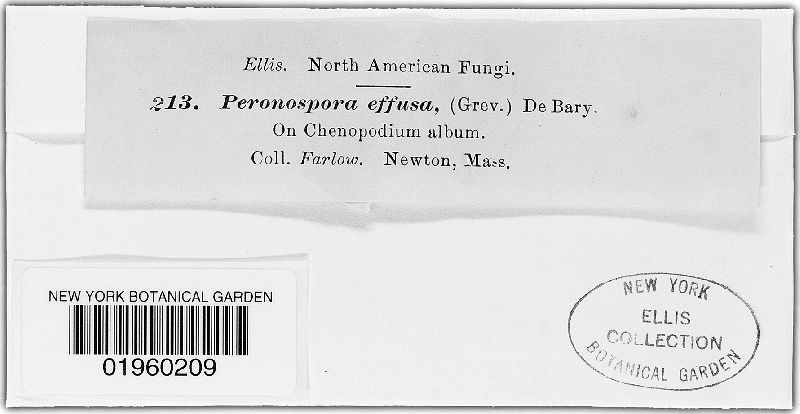 Ellis. North American Fungi.
213. Peronospora effusa, (Grev.) De Bary.
On Chenopodium album.
Coll. Farlow. Newton, Mass.
NEW YORK BOTANICAL GARDEN
01960209
NEW YORK
ELLIS
COLLECTION
BOTANICAL GARDEN